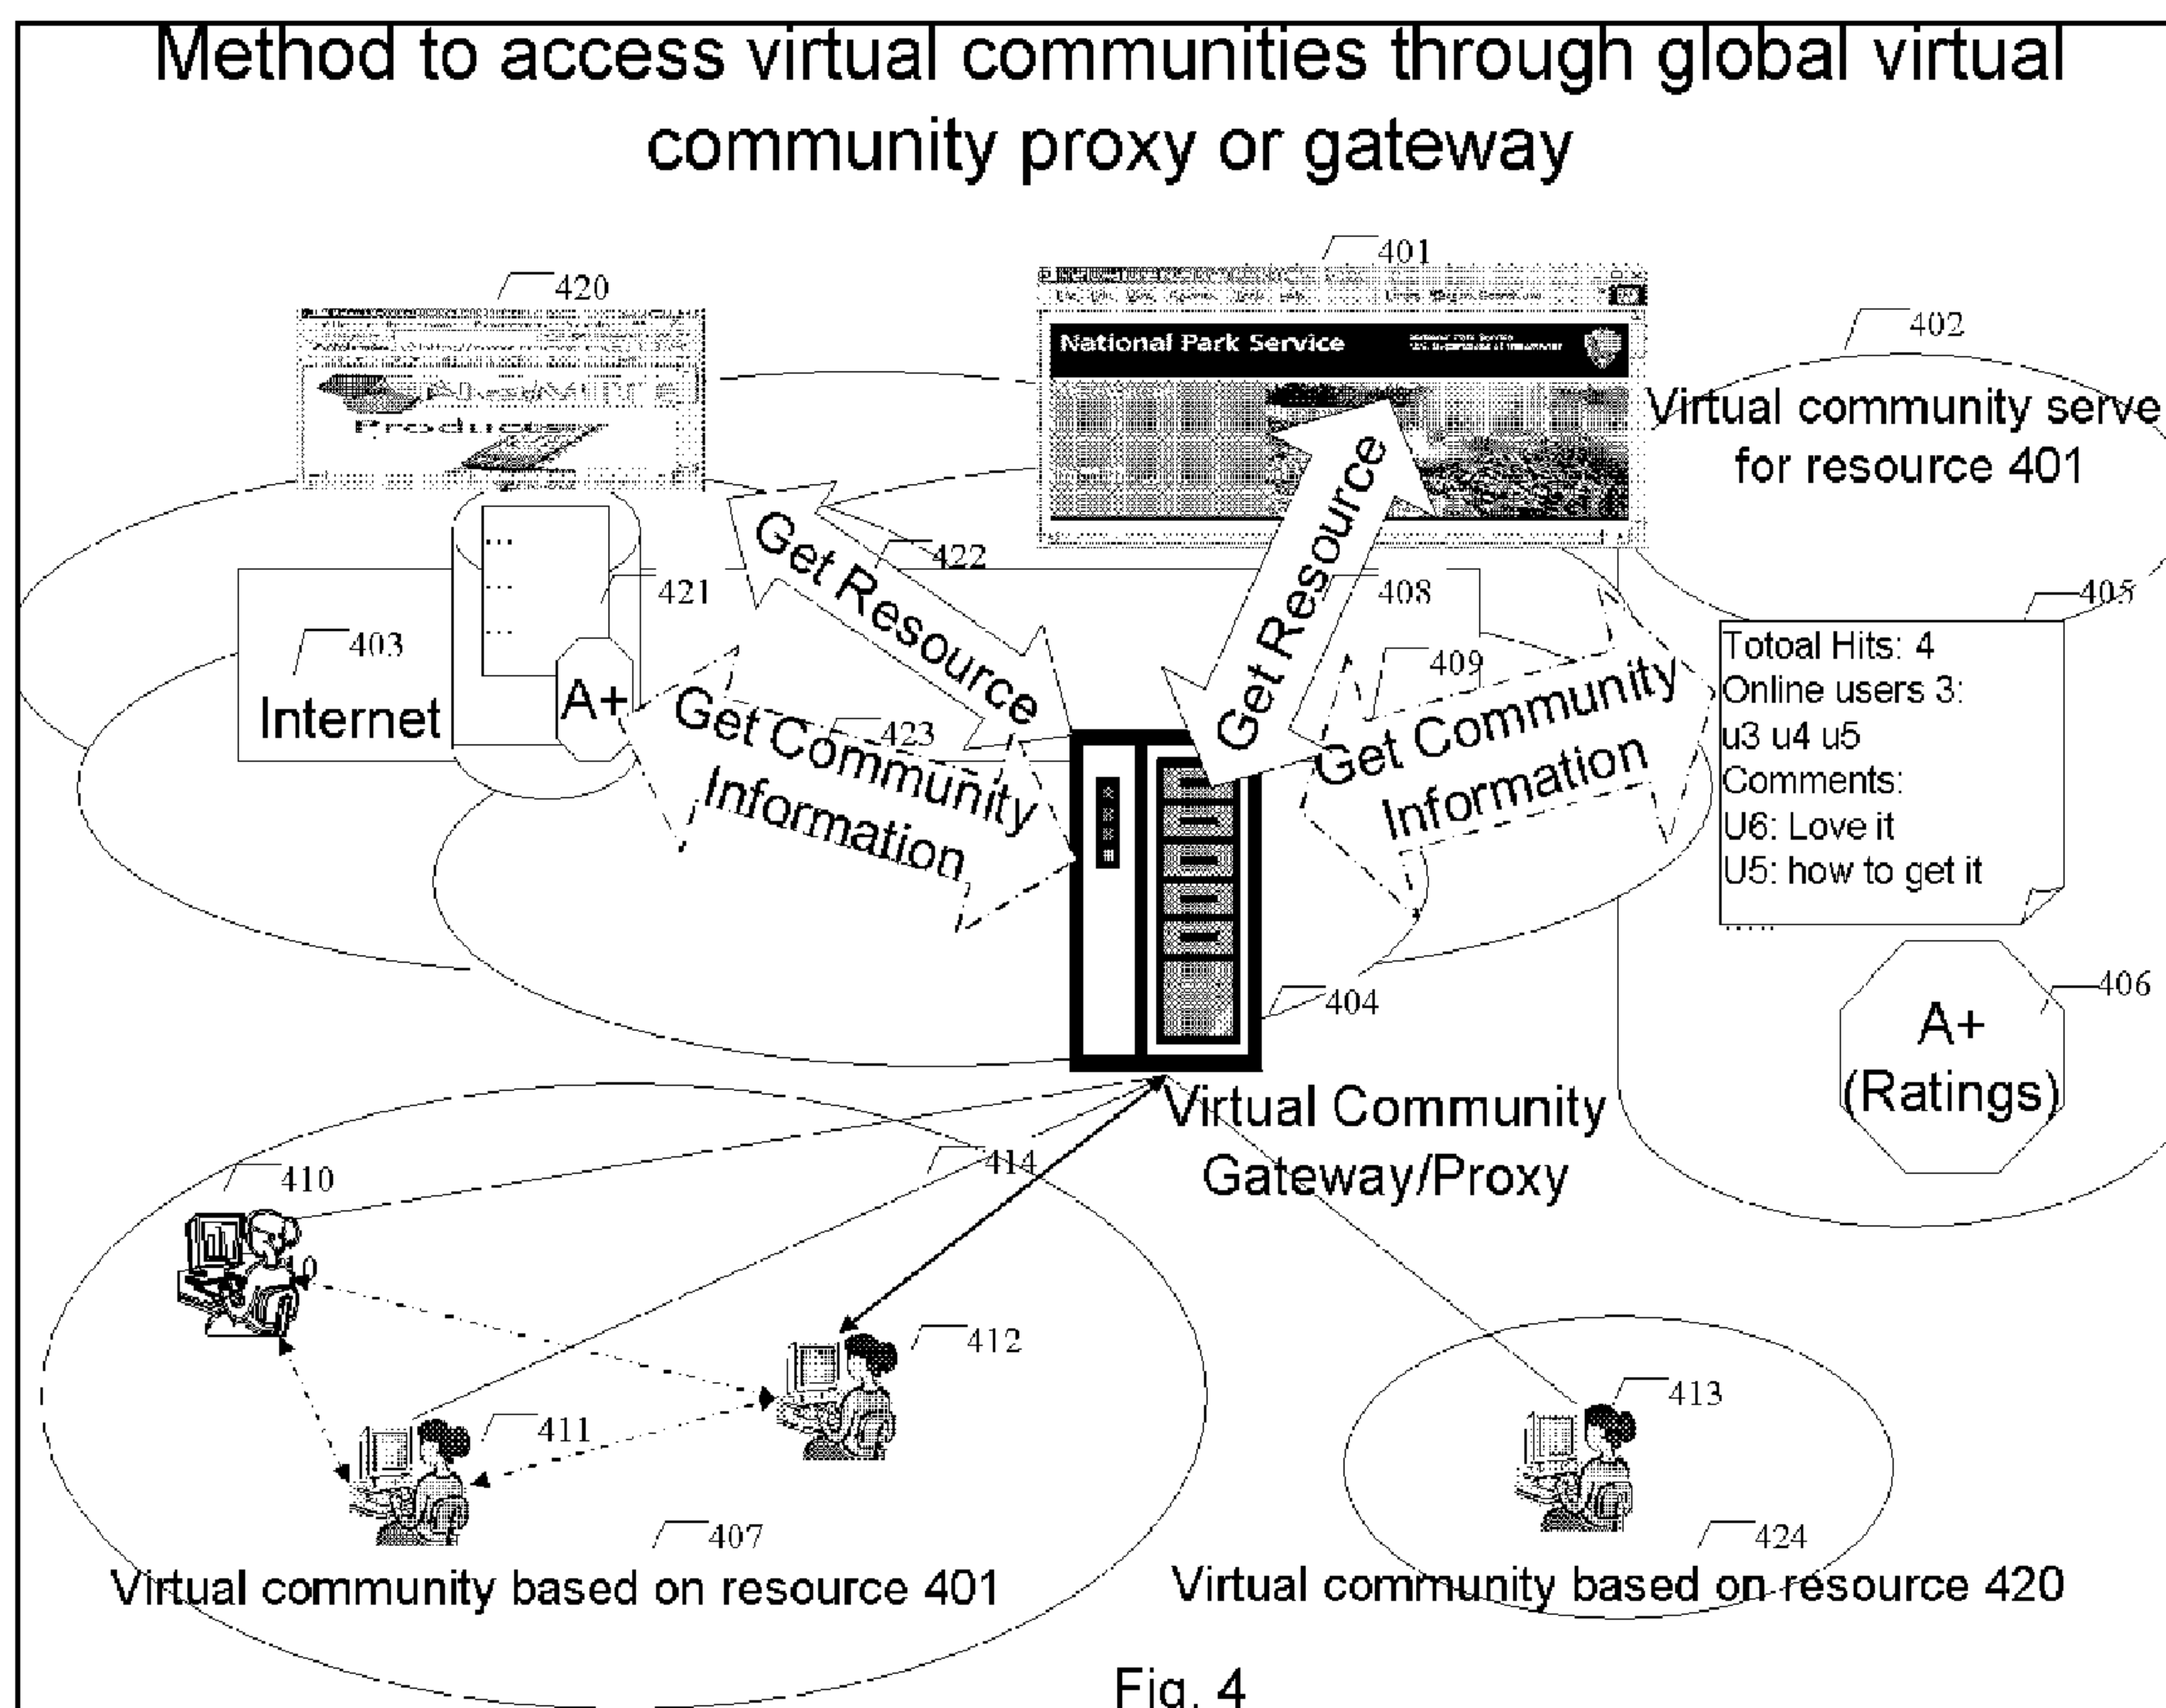 Method to access virtual communities through global virtual
community proxy or gateway
401
420
402
National Park Service
Virtual community serve
for resource 401
Products
Get Resource
422
Get Resource
408
421
405
403
Internet
A+
409
Get Community
Information
423
Get Community
Information
Totoal Hits: 4
Online users 3:
u3 u4 u5
Comments:
U6: Love it
U5: how to get it
.....
404
406
A+
(Ratings)
Virtual Community
Gateway/Proxy
414
410
412
413
411
407
424
Virtual community based on resource 401
Virtual community based on resource 420
Fig. 4